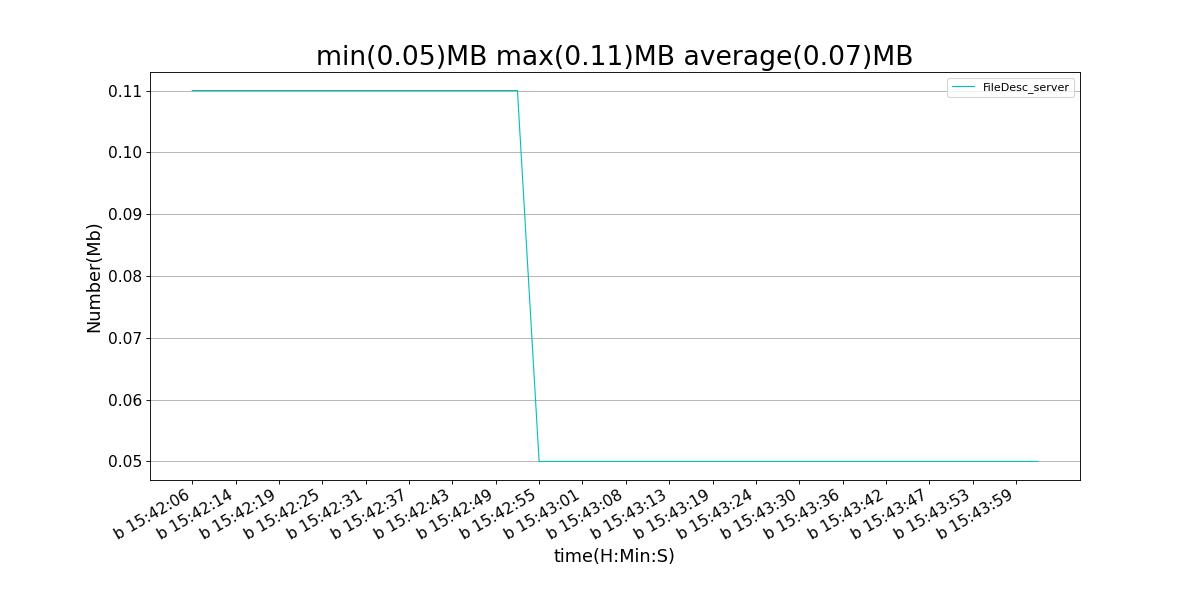 min(0.05)MB max(0.11)MB average(0.07)MB
FileDesc_server
0.11
0.10
0.09
0.08
0.07
0.06
0.05
Number(Mb)
b 15:42:06
b 15:42:14
b 15:42:19
b 15:42:25
b 15:42:31
b 15:42:37
b 15:42:43
b 15:42:49
b 15:42:55
b 15:43:01
b 15:43:08
b 15:43:13
b 15:43:19
b 15:43:24
b 15:43:30
b 15:43:36
b 15:43:42
b 15:43:47
b 15:43:53
b 15:43:59
time(H:Min:S)